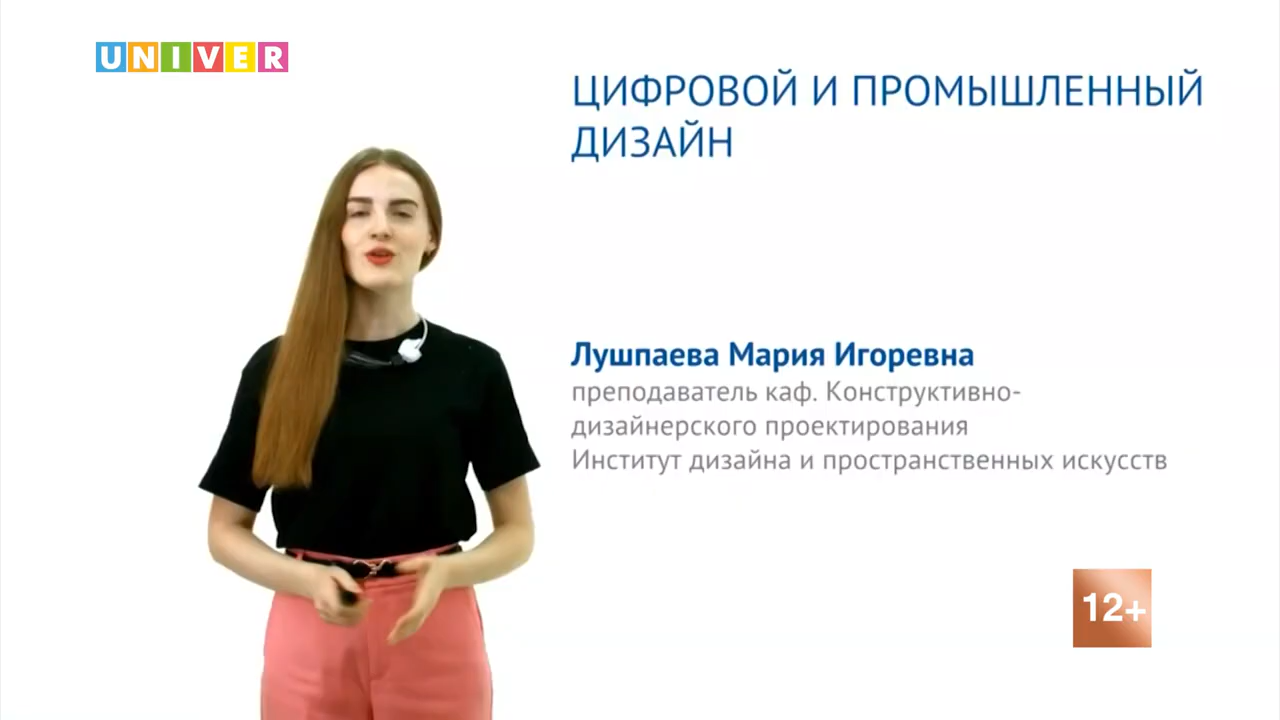 UNIVER
ЦИФРОВОЙ И ПРОМЫШЛЕННЫЙ
ДИЗАЙН
Лушпаева Мария Игоревна
преподаватель каф. Конструктивно-
дизайнерского проектирования
Институт дизайна и пространственных искусств
12+